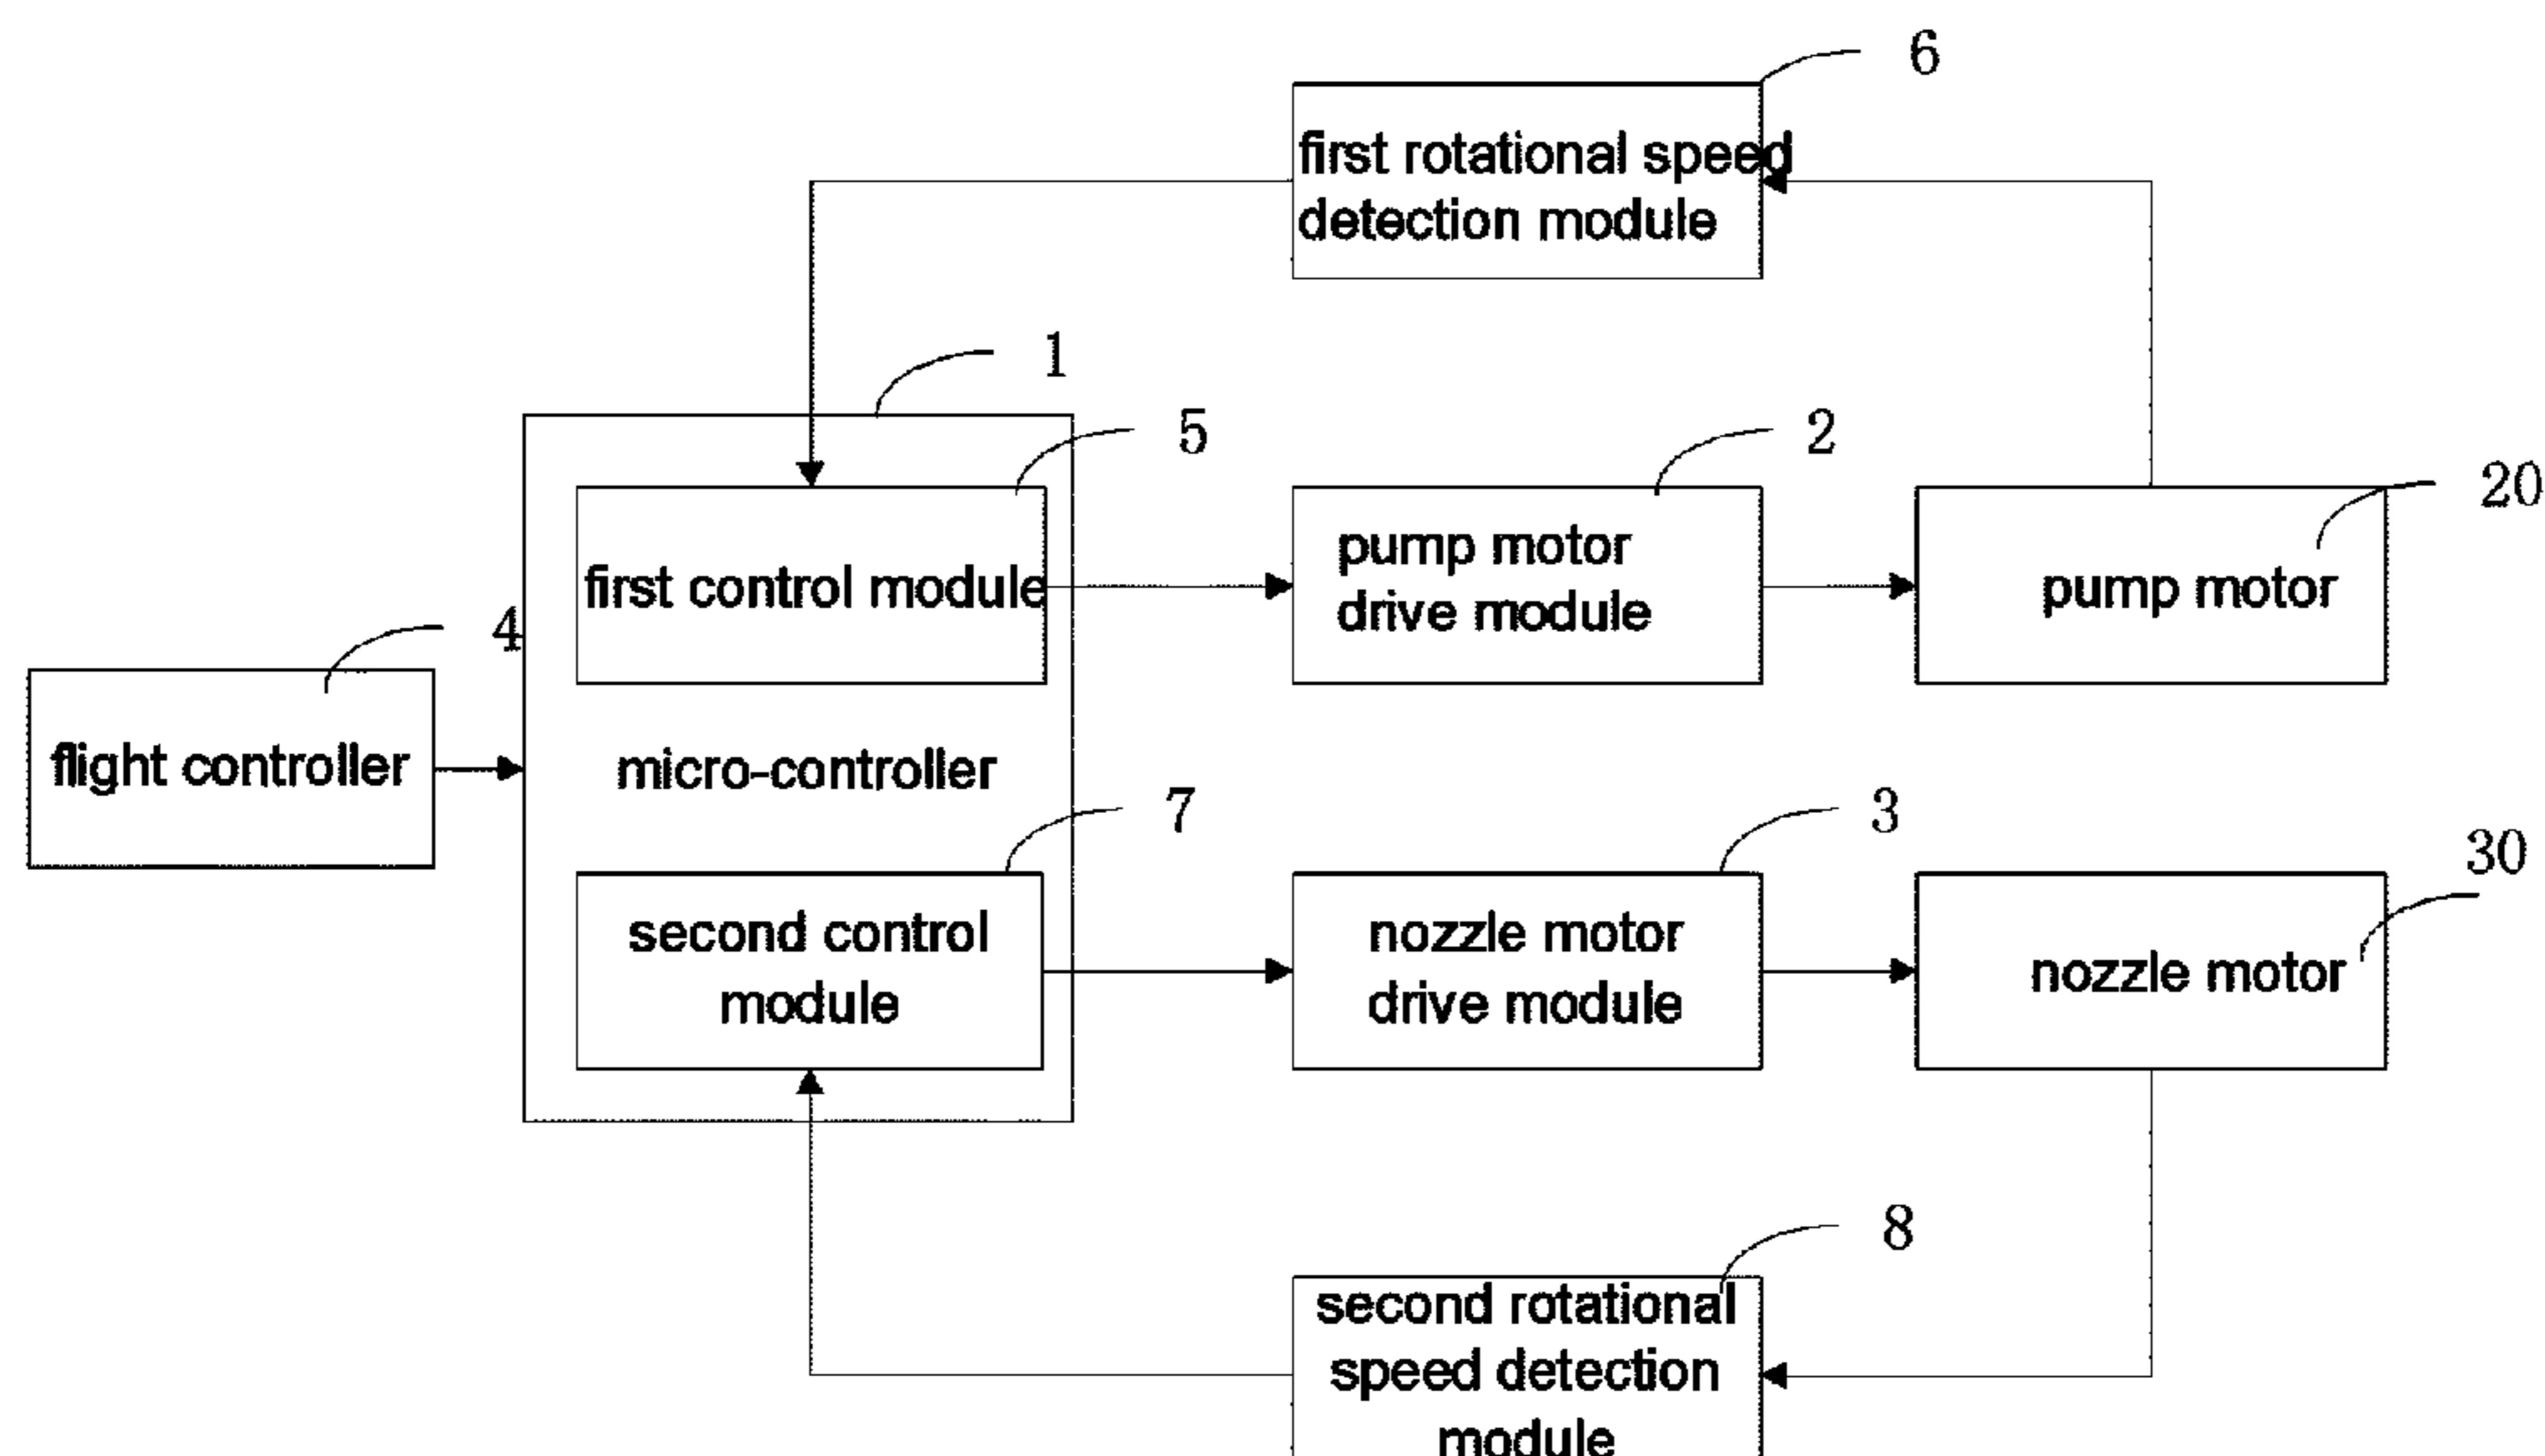 6
first rotational speed
detection module
1
5
2
20
first control module
pump motor
drive module
pump motor
4
flight controller
micro-controller
7
3
30
second control
module
nozzle motor
drive module
nozzle motor
8
second rotational
speed detection
module